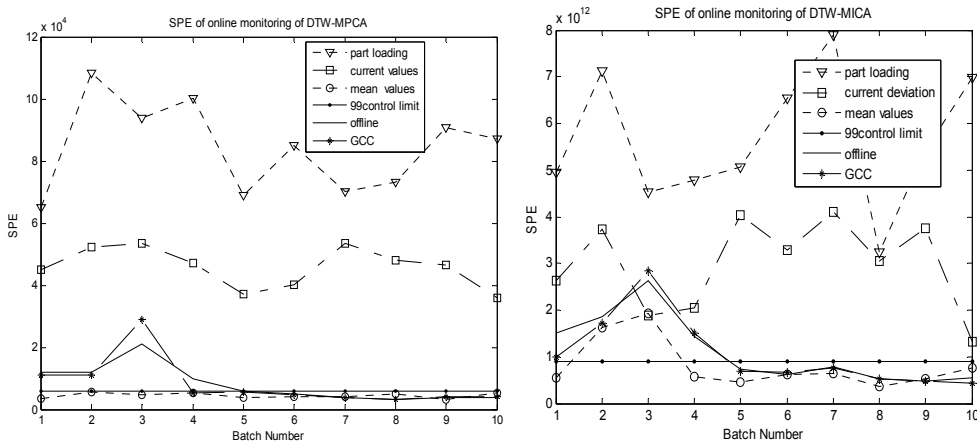 SPE of online monitoring of DTW-MPCA
x 10^4
12
10
8
6
4
2
0
SPE
part loading
current values
mean values
99control limit
offline
GCC
1 2 3 4 5 6 7 8 9 10
Batch Number
SPE of online monitoring of DTW-MICA
x 10^12
8
7
6
5
4
3
2
1
0
SPE
part loading
current deviation
mean values
99control limit
offline
GCC
1 2 3 4 5 6 7 8 9 10
Batch Number